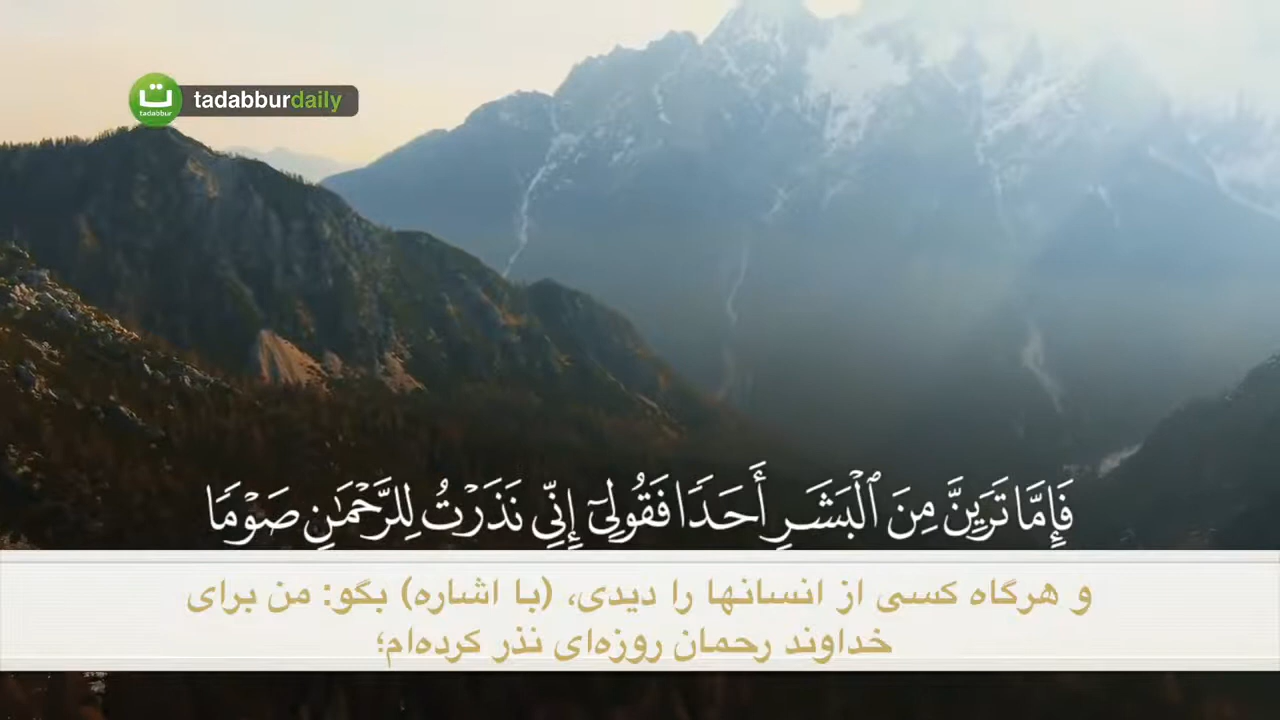 ت
tadabbur
tadabburdaily
فَإِمَّا تَرَيِنَّ مِنَ ٱلْبَشَرِ أَحَدًا فَقُولِىٓ إِنِّى نَذَرْتُ لِلرَّحْمَـٰنِ صَوْمًا
و هرگاه کسی از انسانها را دیدی، (با اشاره) بگو: من برای
خداوند رحمان روزه‌ای نذر کرده‌ام؛